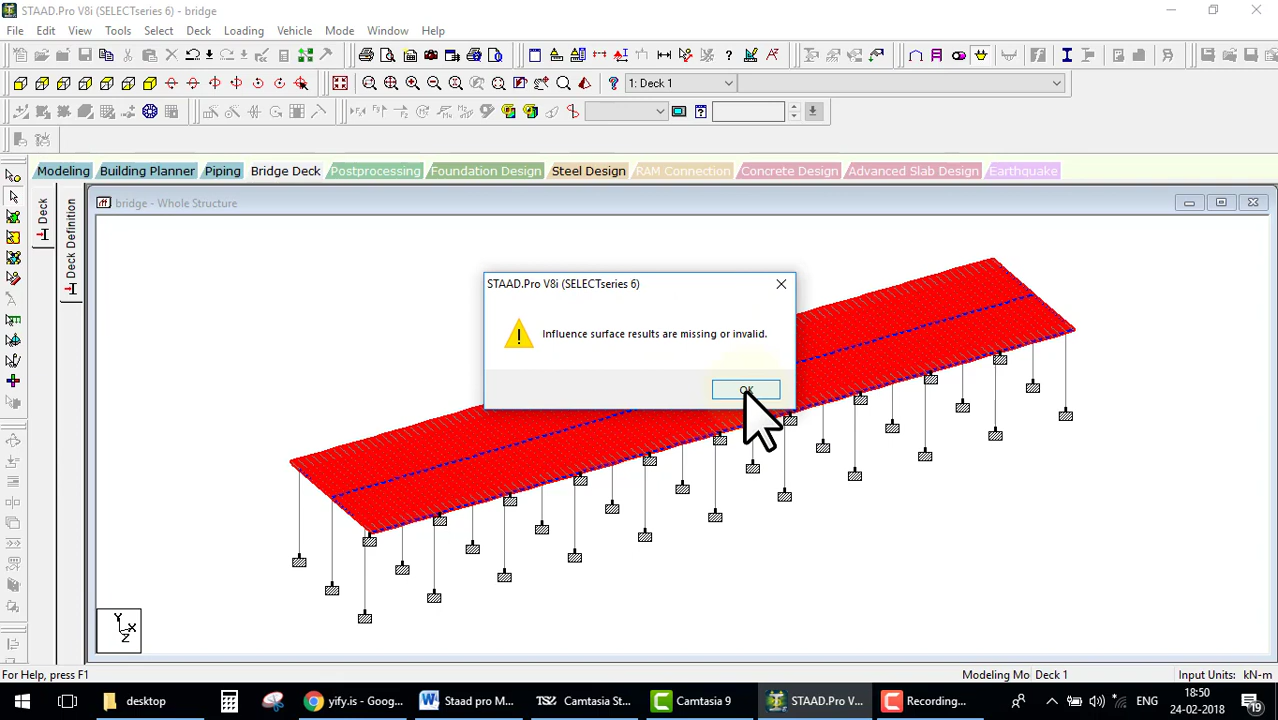 STAAD.Pro V8i (SELECTseries 6) - bridge
File Edit View Tools Select Deck Loading Vehicle Mode Window Help
1: Deck 1
Modeling Building Planner Piping Bridge Deck Postprocessing Foundation Design Steel Design RAM Connection Concrete Design Advanced Slab Design Earthquake
Deck
Deck Definition
bridge - Whole Structure
STAAD.Pro V8i (SELECTseries 6)
Influence surface results are missing or invalid.
OK
Y
X
Z
For Help, press F1
Modeling Mo Deck 1 Input Units: kN-m
desktop yify.is - Goog... Staad pro M... Camtasia St... Camtasia 9 STAAD.Pro V... Recording... ENG
18:50
24-02-2018
19